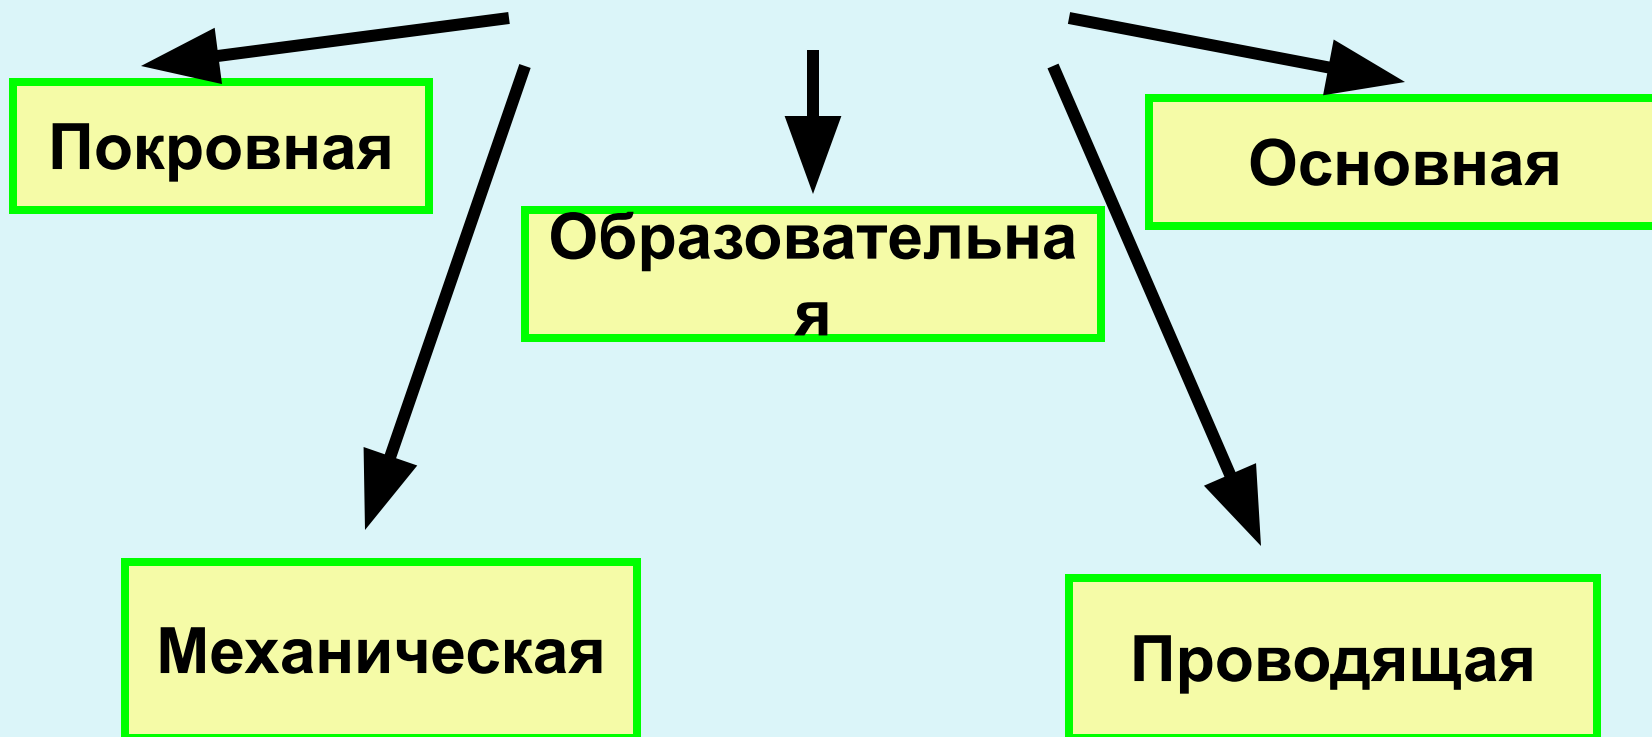 Покровная
Основная
Образовательна
я
Механическая
Проводящая